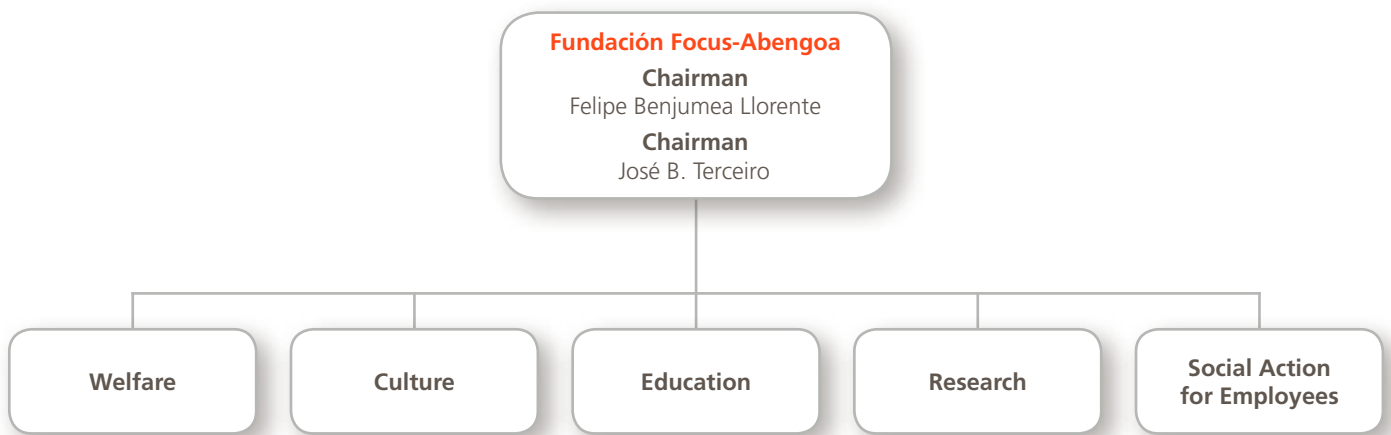 Fundación Focus-Abengoa
Chairman
Felipe Benjumea Llorente
Chairman
José B. Terceiro
Welfare
Culture
Education
Research
Social Action
for Employees